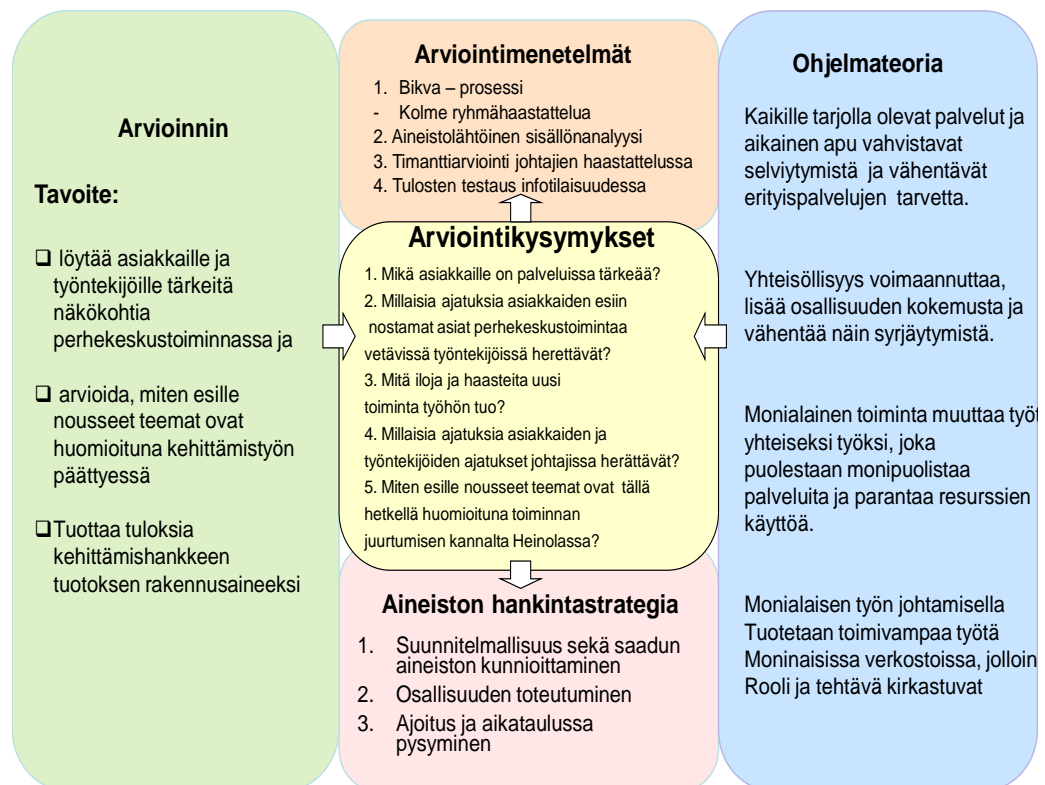 Arvioinnin
Tavoite:
❑ löytää asiakkaille ja
työntekijöille tärkeitä
näkökohtia
perhekeskustoiminnassa ja
❑ arvioida, miten esille
nousseet teemat ovat
huomioituna kehittämistyön
päättyessä
❑Tuottaa tuloksia
kehittämishankkeen
tuotoksen rakennusaineeksi
Arviointimenetelmät
1. Bikva – prosessi
- Kolme ryhmähaastattelua
2. Aineistolähtöinen sisällönanalyysi
3. Timanttiarviointi johtajien haastattelussa
4. Tulosten testaus infotilaisuudessa
Arviointikysymykset
1. Mikä asiakkaille on palveluissa tärkeää?
2. Millaisia ajatuksia asiakkaiden esiin
nostamat asiat perhekeskustoimintaa
vetävissä työntekijöissä herettävät?
3. Mitä iloja ja haasteita uusi
toiminta työhön tuo?
4. Millaisia ajatuksia asiakkaiden ja
työntekijöiden ajatukset johtajissa herättävät?
5. Miten esille nousseet teemat ovat tällä
hetkellä huomioituna toiminnan
juurtumisen kannalta Heinolassa?
Aineiston hankintastrategia
1. Suunnitelmallisuus sekä saadun
aineiston kunnioittaminen
2. Osallisuuden toteutuminen
3. Ajoitus ja aikataulussa
pysyminen
Ohjelmateoria
Kaikille tarjolla olevat palvelut ja
aikainen apu vahvistavat
selviytymistä ja vähentävät
erityispalvelujen tarvetta.
Yhteisöllisyys voimaannuttaa,
lisää osallisuuden kokemusta ja
vähentää näin syrjäytymistä.
Monialainen toiminta muuttaa työt
yhteiseksi työksi, joka
puolestaan monipuolistaa
palveluita ja parantaa resurssien
käyttöä.
Monialaisen työn johtamisella
Tuotetaan toimivampaa työtä
Moninaisissa verkostoissa, jolloin
Rooli ja tehtävä kirkastuvat